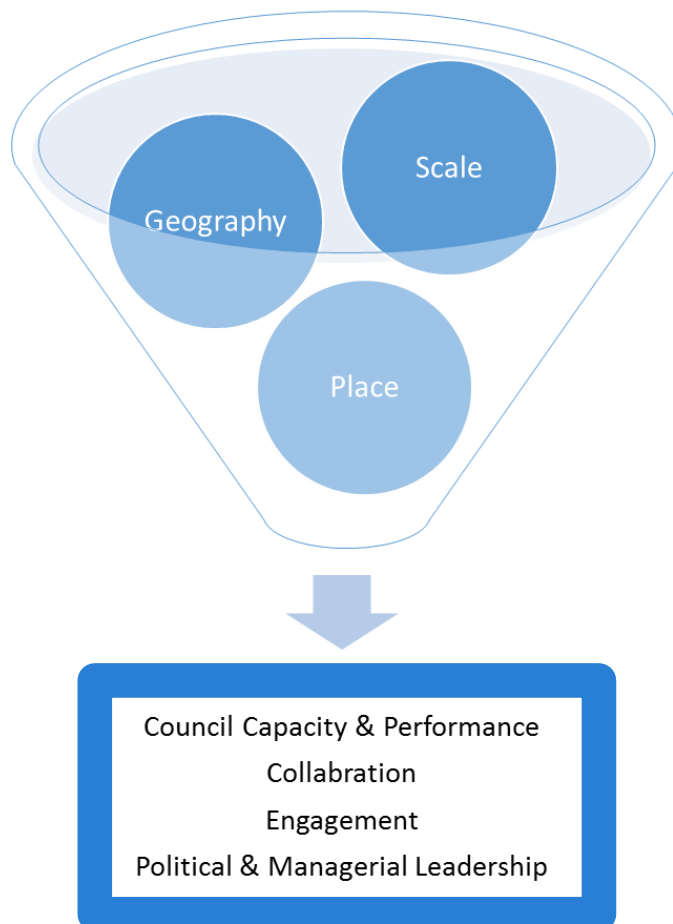 Scale
Geography
Place
Council Capacity & Performance
Collabration
Engagement
Political & Managerial Leadership